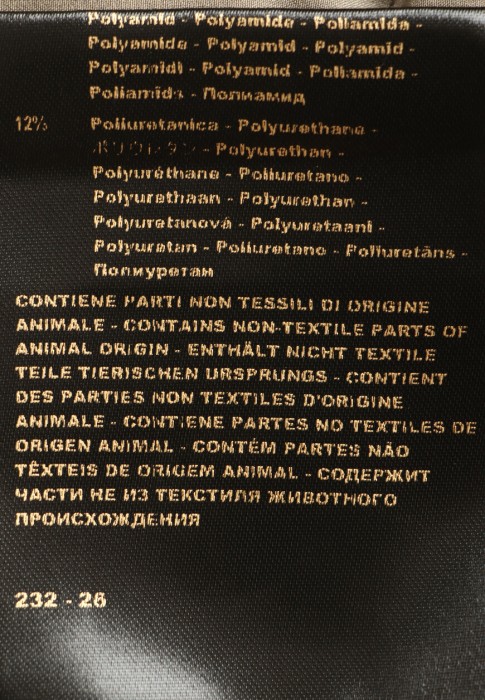 Polyamid - Polyamide - Poliamida -
Polyamide - Polyamid - Polyamid -
Polyamidi - Polyamid - Poliamida -
Poliamīds - Полиамид
12% Poliuretanica - Polyurethane -
- Polyurethan -
Polyuréthane - Poliuretano -
Polyurethaan - Polyurethan -
Polyuretanová - Polyuretaani -
Polyuretan - Poliuretano - Poliuretāns -
Полиуретан
CONTIENE PARTI NON TESSILI DI ORIGINE
ANIMALE - CONTAINS NON-TEXTILE PARTS OF
ANIMAL ORIGIN - ENTHÄLT NICHT TEXTILE
TEILE TIERISCHEN URSPRUNGS - CONTIENT
DES PARTIES NON TEXTILES D'ORIGINE
ANIMALE - CONTIENE PARTES NO TEXTILES DE
ORIGEN ANIMAL - CONTÉM PARTES NÃO
TÊXTEIS DE ORIGEM ANIMAL - СОДЕРЖИТ
ЧАСТИ НЕ ИЗ ТЕКСТИЛЯ ЖИВОТНОГО
ПРОИСХОЖДЕНИЯ
232 - 26